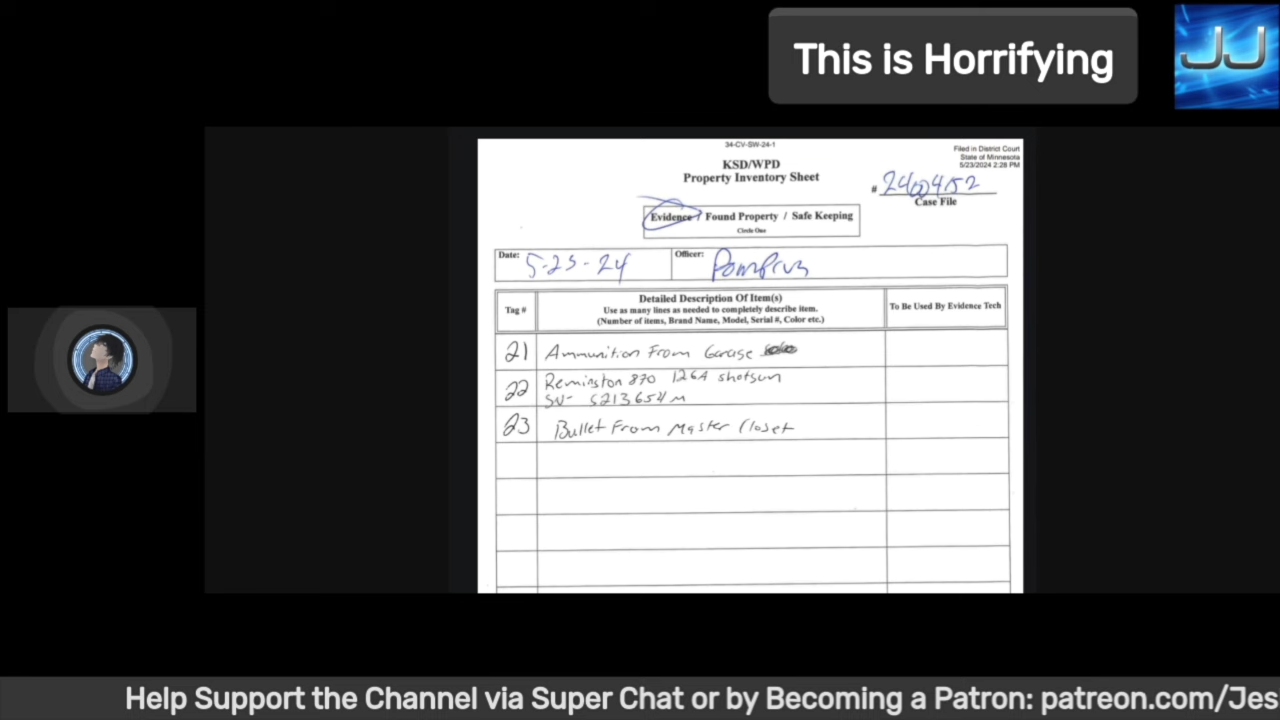 This is Horrifying
JJ
34-CV-SW-24-1
Filed in District Court
State of Minnesota
5/23/2024 2:28 PM
KSD/WPD
Property Inventory Sheet
# 24004152
Case File
Evidence / Found Property / Safe Keeping
Circle One
Date: 5-23-24
Officer:
Tag #
Detailed Description Of Item(s)
Use as many lines as needed to completely describe item.
(Number of items, Brand Name, Model, Serial #, Color etc.)
To Be Used By Evidence Tech
21 Ammunition From Garage
22 Remington 870 12GA shotgun
SN- S213654M
23 Bullet From Master Closet
Help Support the Channel via Super Chat or by Becoming a Patron: patreon.com/Jes